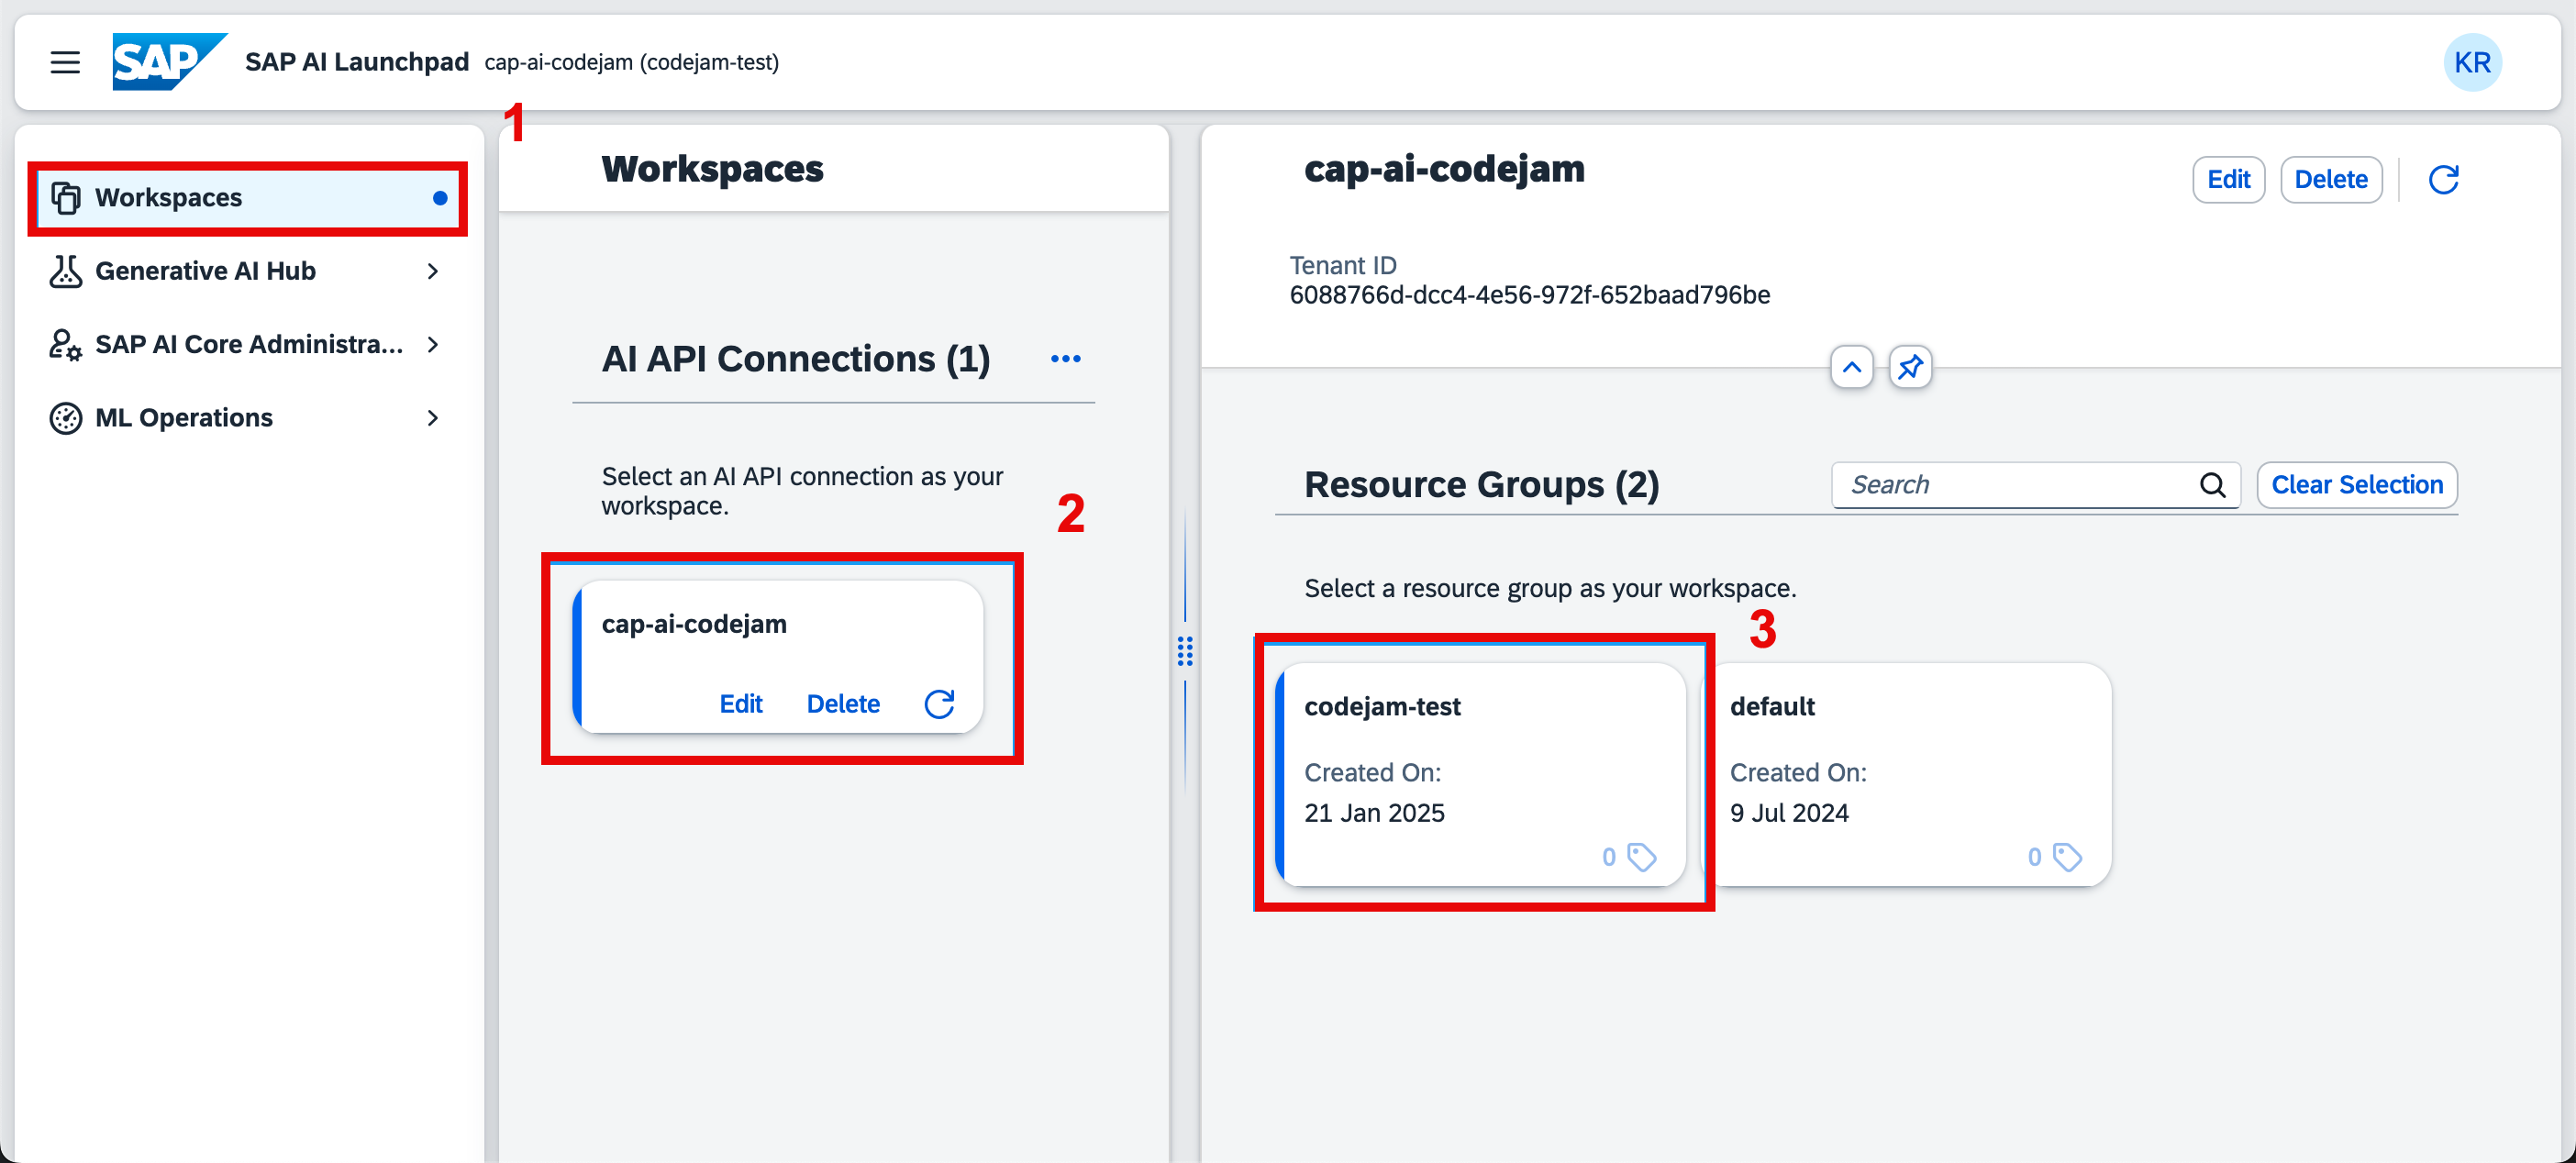 SAP SAP AI Launchpad cap-ai-codejam (codejam-test) KR
1
Workspaces
Generative AI Hub
SAP AI Core Administra...
ML Operations
Workspaces
AI API Connections (1)
Select an AI API connection as your
workspace.
2
cap-ai-codejam
Edit Delete
cap-ai-codejam
Edit Delete
Tenant ID
6088766d-dcc4-4e56-972f-652baad796be
Resource Groups (2)
Search
Clear Selection
Select a resource group as your workspace.
3
codejam-test
Created On:
21 Jan 2025
0
default
Created On:
9 Jul 2024
0